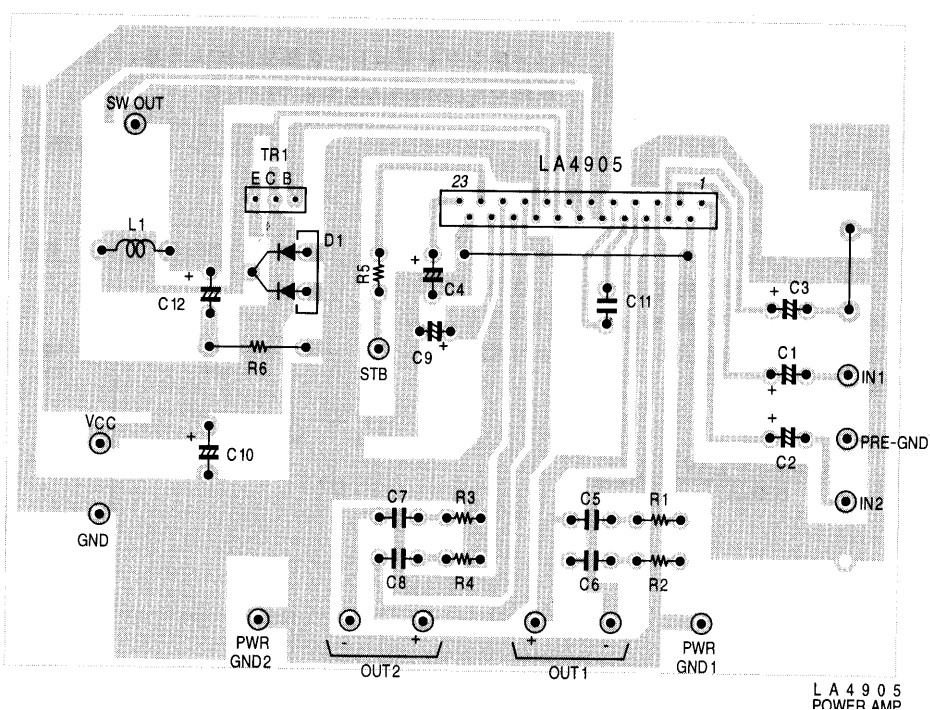 SW OUT
TR1
E C B
LA4905
23
1
L1
D1
+
C12
R5
+
C4
C11
+
C3
C9
+
R6
STB
C1
+
IN1
VCC
+
C10
+
C2
PRE-GND
IN2
GND
C7
R3
C5
R1
C8
R4
C6
R2
PWR
GND2
-
+
OUT2
+
-
OUT1
PWR
GND1
LA4905
POWER AMP